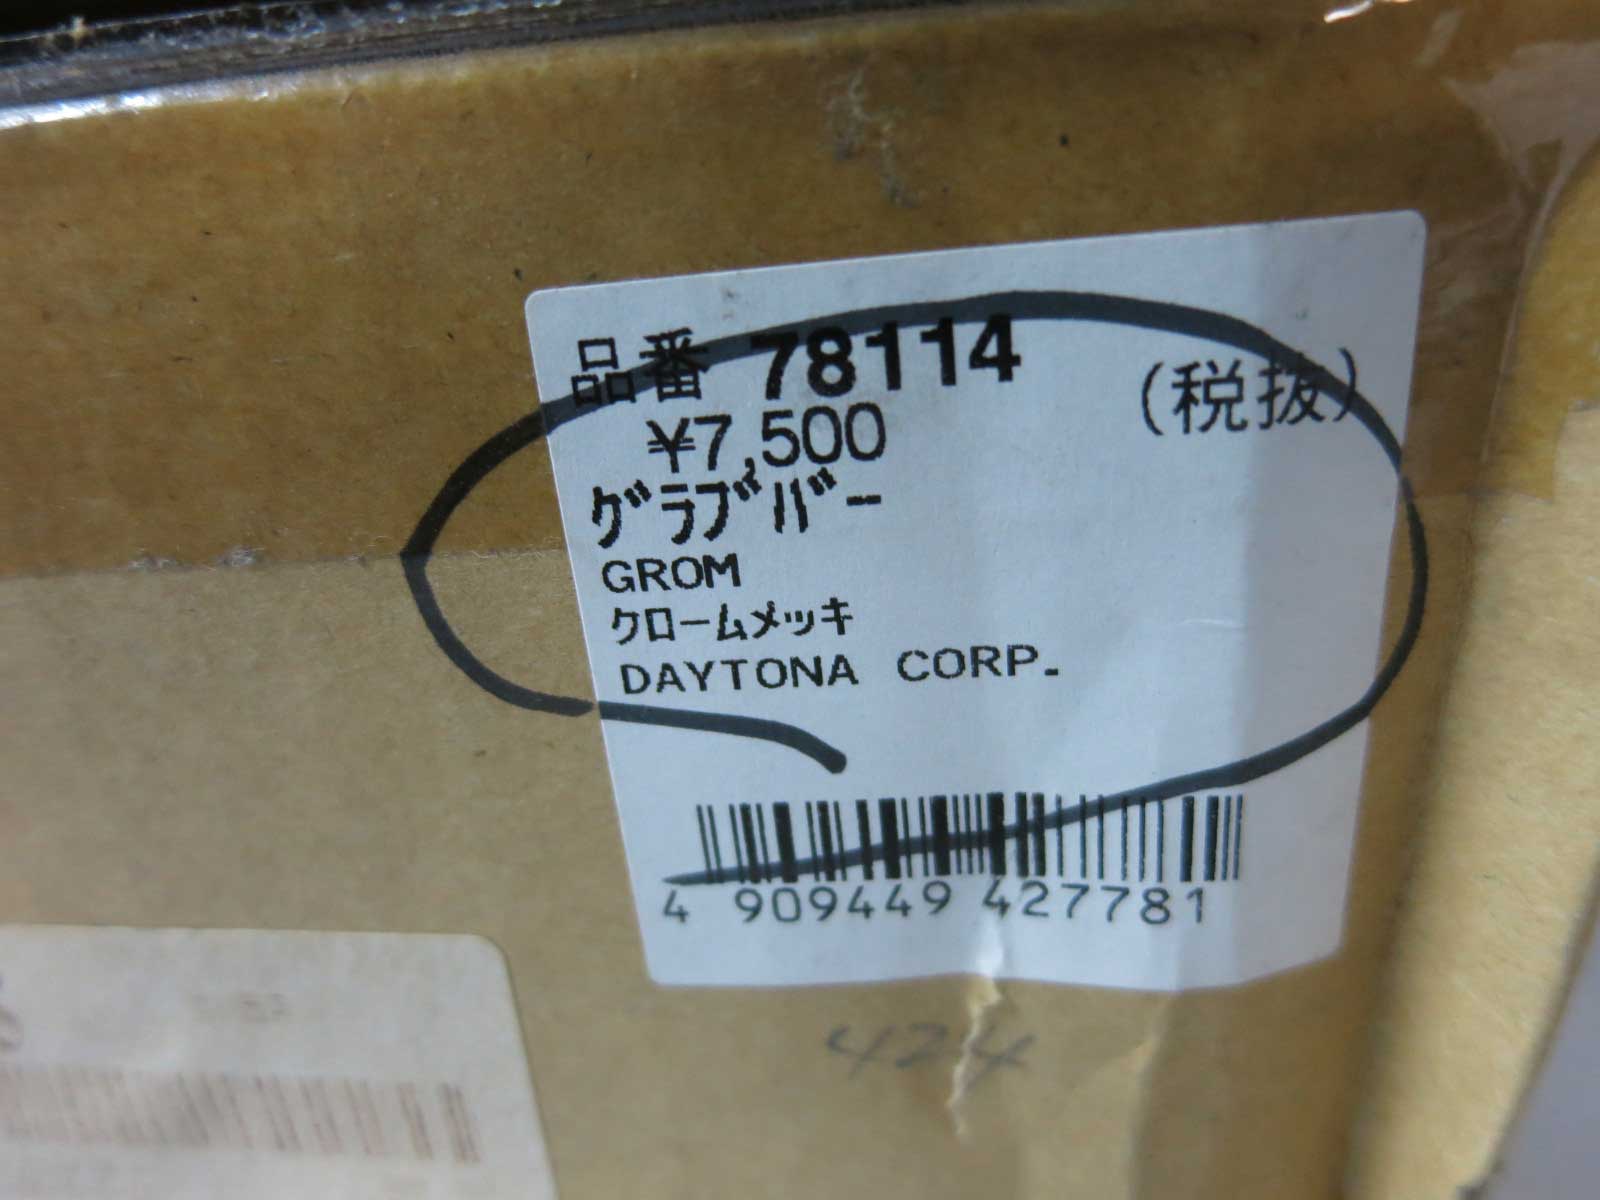 品番 78114
¥7,500 (税抜)
グラブバー
GROM
クロームメッキ
DAYTONA CORP.
4 909449 427781
424